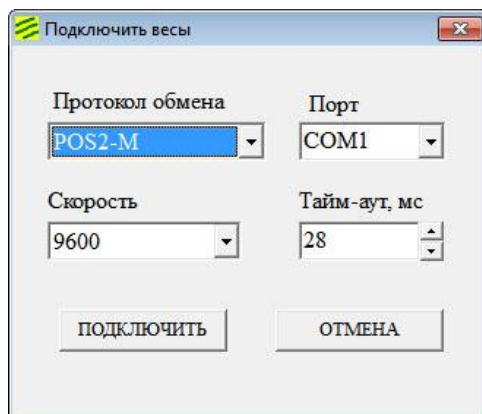 Подключить весы
Протокол обмена Порт
POS2-M COM1
Скорость Тайм-аут, мс
9600 28
ПОДКЛЮЧИТЬ ОТМЕНА